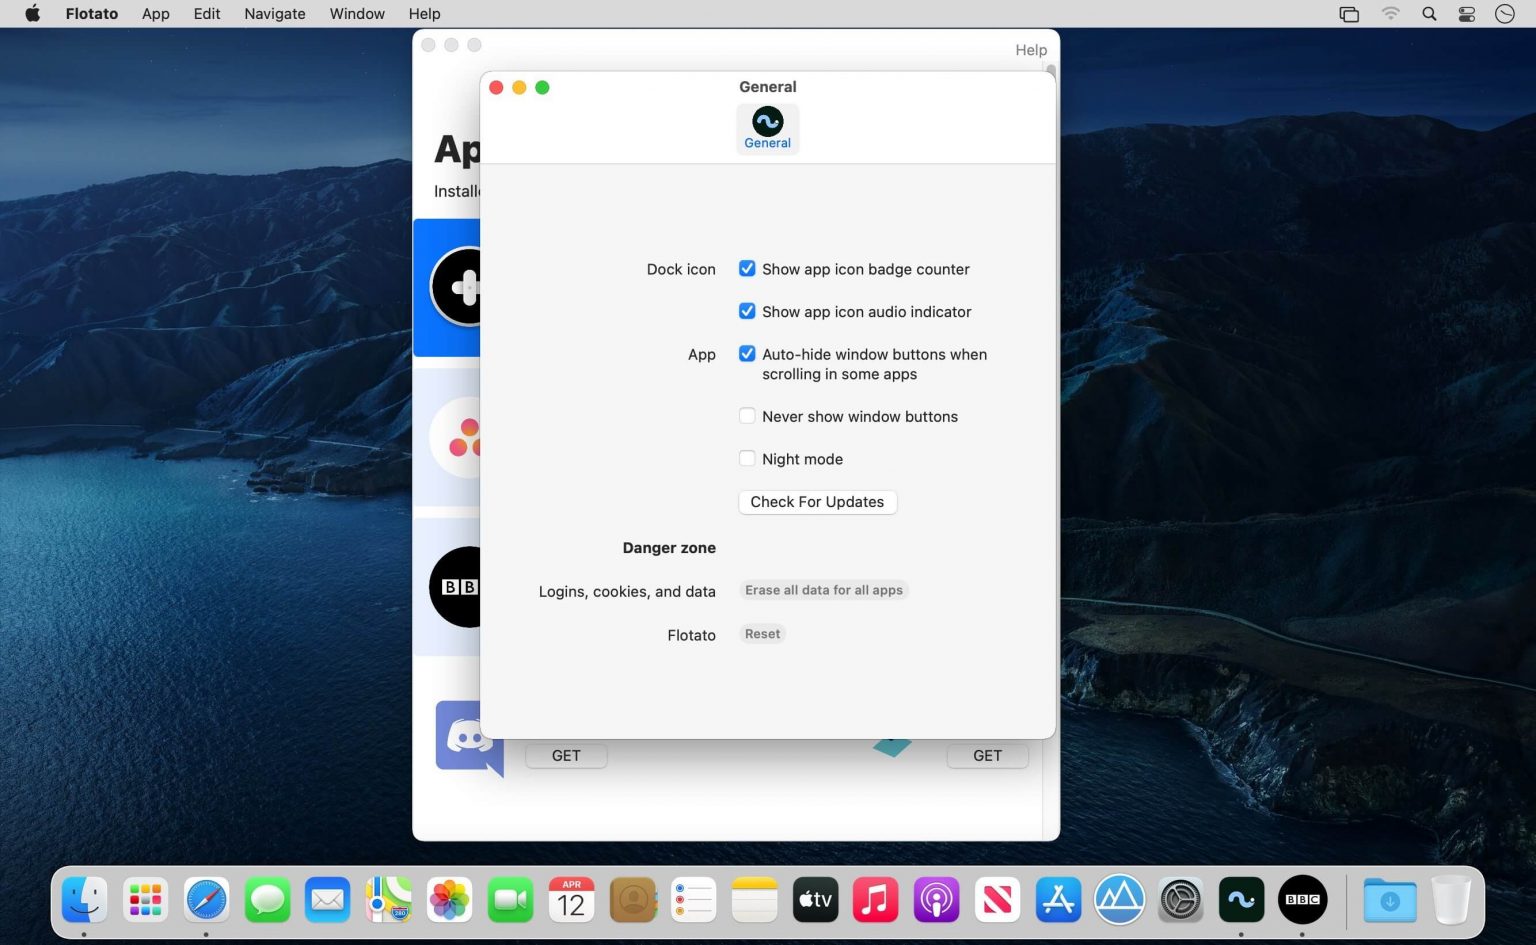 Flotato App Edit Navigate Window Help
Help
General
General
Ap
Installe
Dock icon Show app icon badge counter
Show app icon audio indicator
App Auto-hide window buttons when
scrolling in some apps
Never show window buttons
Night mode
Check For Updates
Danger zone
BB
Logins, cookies, and data Erase all data for all apps
Flotato Reset
GET GET
APR
12
280
tv
BBC